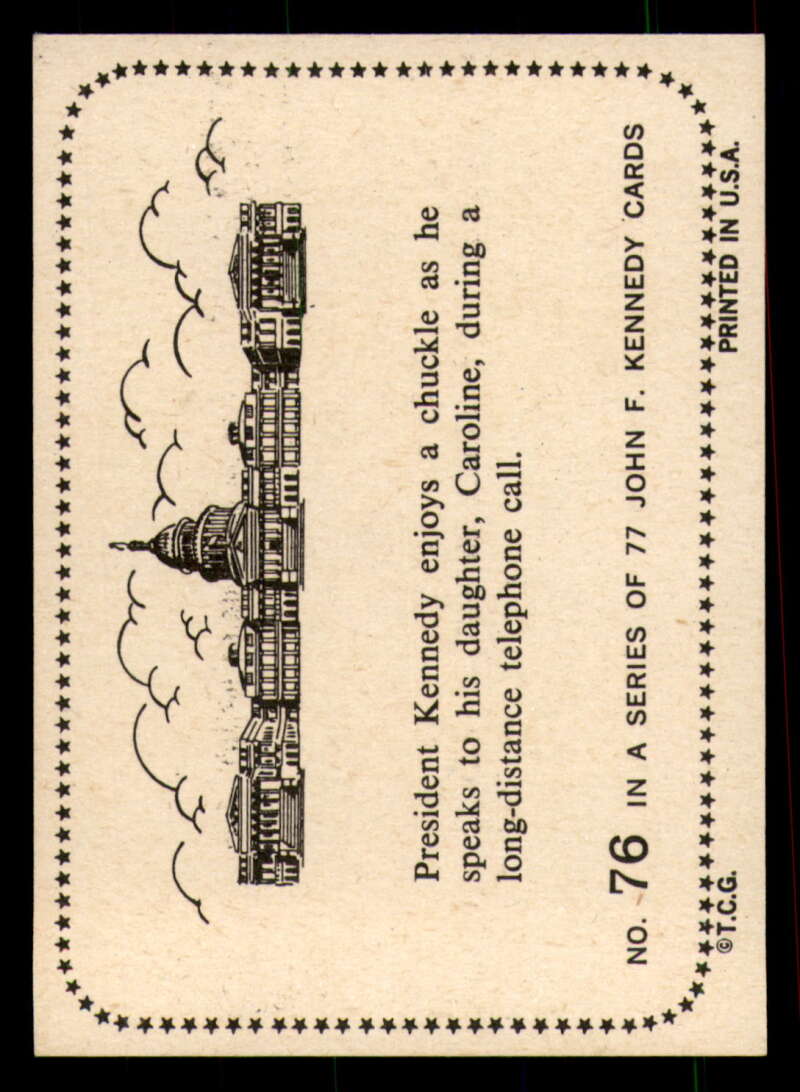 President Kennedy enjoys a chuckle as he
speaks to his daughter, Caroline, during a
long-distance telephone call.
NO. 76 IN A SERIES OF 77 JOHN F. KENNEDY CARDS
©T.C.G. PRINTED IN U.S.A.